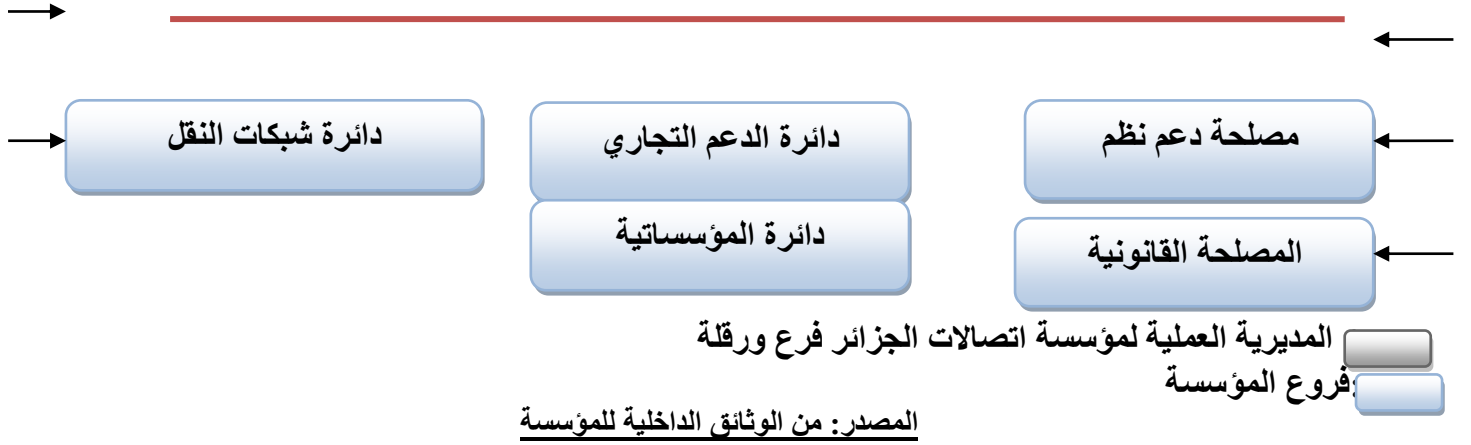 مصلحة دعم نظم
دائرة الدعم التجاري
دائرة شبكات النقل
المصلحة القانونية
دائرة المؤسساتية
المديرية العملية لمؤسسة اتصالات الجزائر فرع ورقلة
فروع المؤسسة
المصدر: من الوثائق الداخلية للمؤسسة